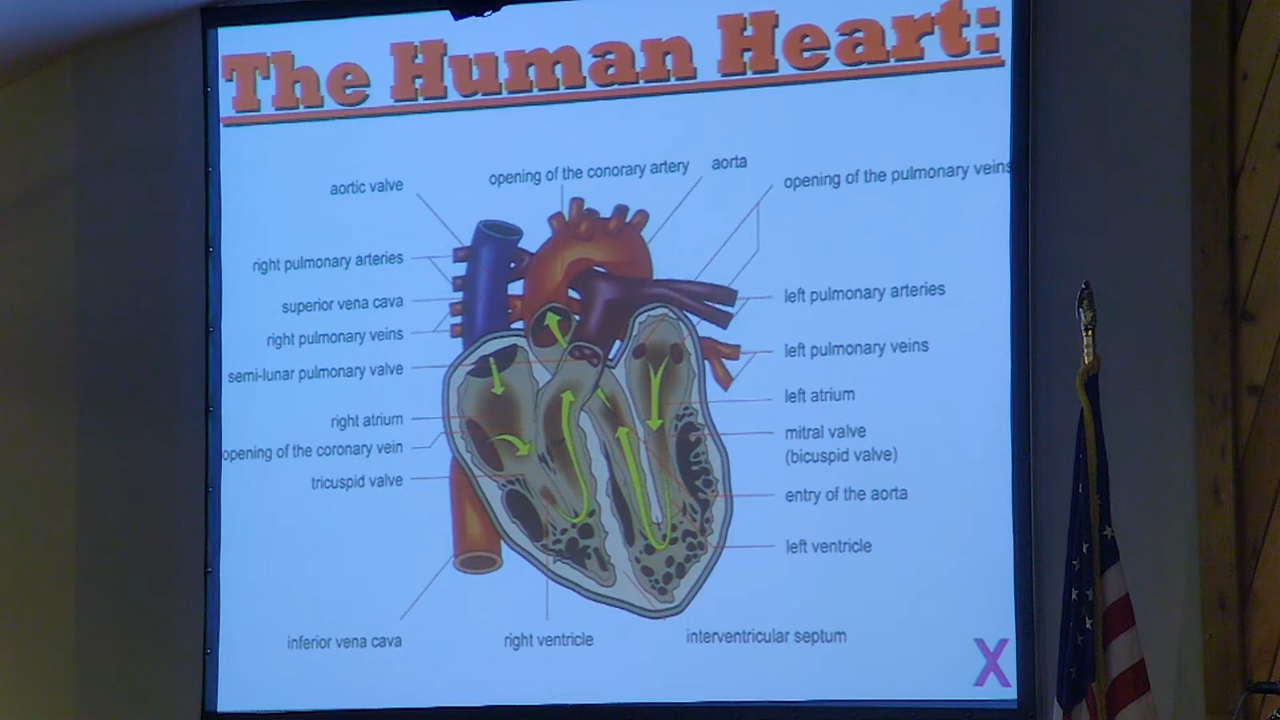 The Human Heart:
aortic valve
opening of the conorary artery
aorta
opening of the pulmonary veins
right pulmonary arteries
superior vena cava
right pulmonary veins
semi-lunar pulmonary valve
right atrium
opening of the coronary vein
tricuspid valve
left pulmonary arteries
left pulmonary veins
left atrium
mitral valve
(bicuspid valve)
entry of the aorta
left ventricle
inferior vena cava
right ventricle
interventricular septum
X